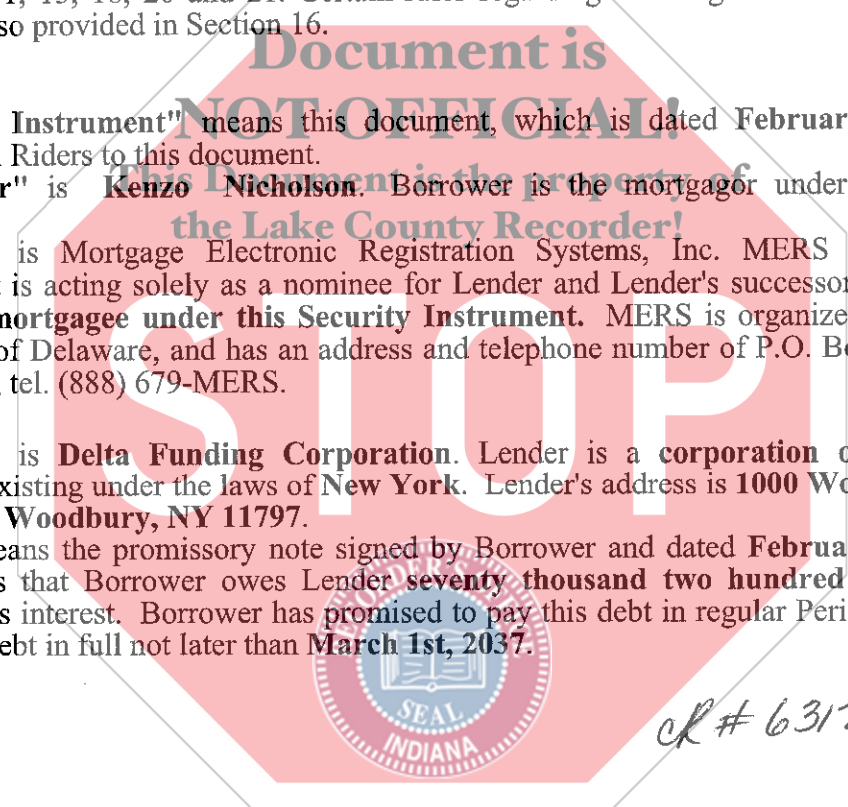 so provided in Section 16.
Document is
NOT OFFICIAL!
Instrument" means this document, which is dated Februar
Riders to this document.
This Document is the property of
r" is Kenzo Nicholson. Borrower is the mortgagor under
the Lake County Recorder!
is Mortgage Electronic Registration Systems, Inc. MERS
is acting solely as a nominee for Lender and Lender's successor
mortgagee under this Security Instrument. MERS is organize
of Delaware, and has an address and telephone number of P.O. Bo
tel. (888) 679-MERS.
STOP
is Delta Funding Corporation. Lender is a corporation o
xisting under the laws of New York. Lender's address is 1000 Wo
Woodbury, NY 11797.
eans the promissory note signed by Borrower and dated Februa
s that Borrower owes Lender seventy thousand two hundred
s interest. Borrower has promised to pay this debt in regular Peri
ebt in full not later than March 1st, 2037.
SEAL
INDIANA
CR # 6312